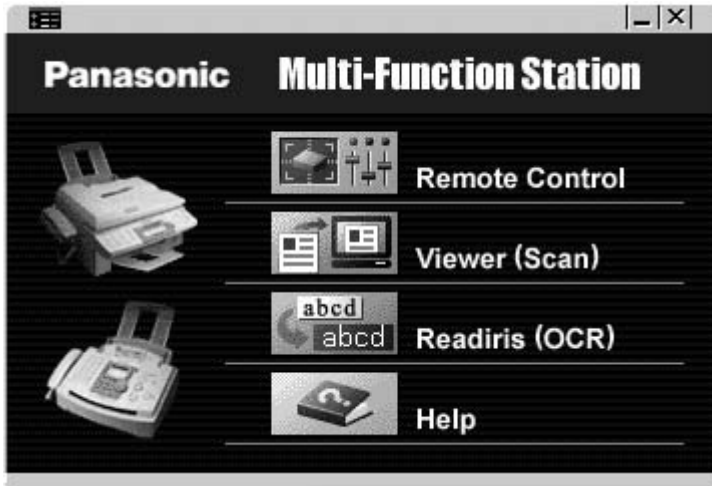 Panasonic Multi-Function Station
Remote Control
Viewer (Scan)
abcd
abcd
Readiris (OCR)
?
Help